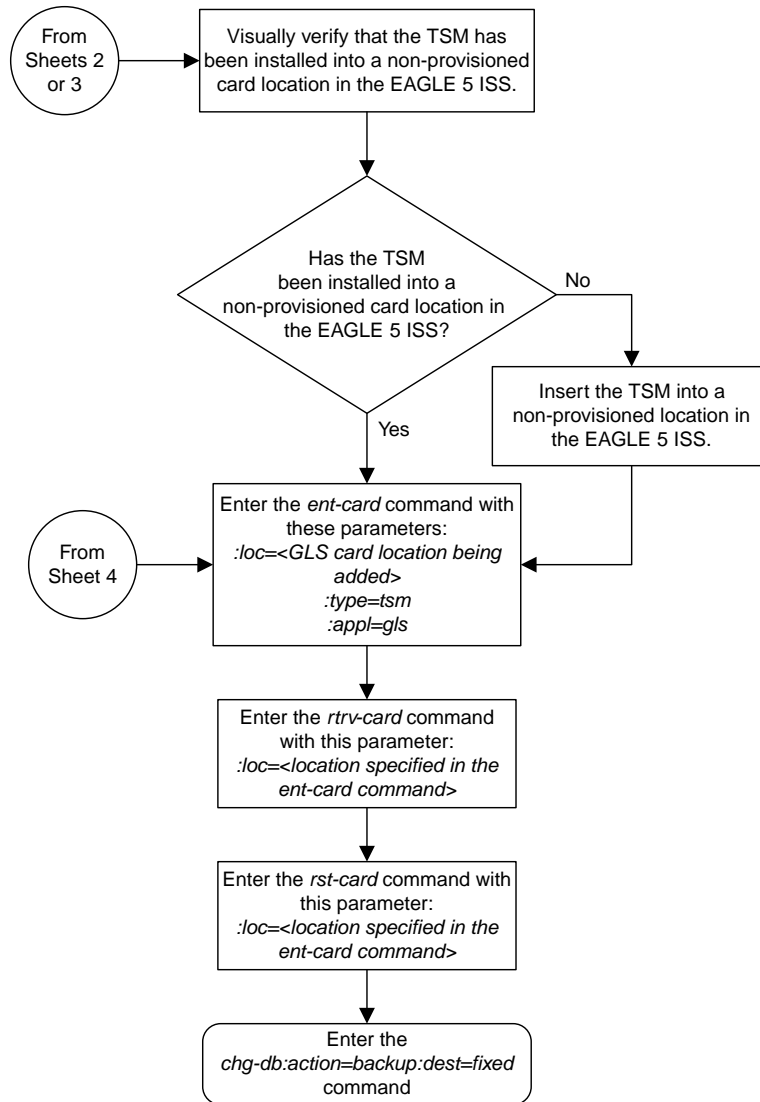 From
Sheets 2
or 3
Visually verify that the TSM has
been installed into a non-provisioned
card location in the EAGLE 5 ISS.
Has the TSM
been installed into a
non-provisioned card location in
the EAGLE 5 ISS?
No
Insert the TSM into a
non-provisioned location in
the EAGLE 5 ISS.
Yes
From
Sheet 4
Enter the ent-card command with
these parameters:
:loc=<GLS card location being
added>
:type=tsm
:appl=gls
Enter the rtrv-card command
with this parameter:
:loc=<location specified in the
ent-card command>
Enter the rst-card command with
this parameter:
:loc=<location specified in the
ent-card command>
Enter the
chg-db:action=backup:dest=fixed
command